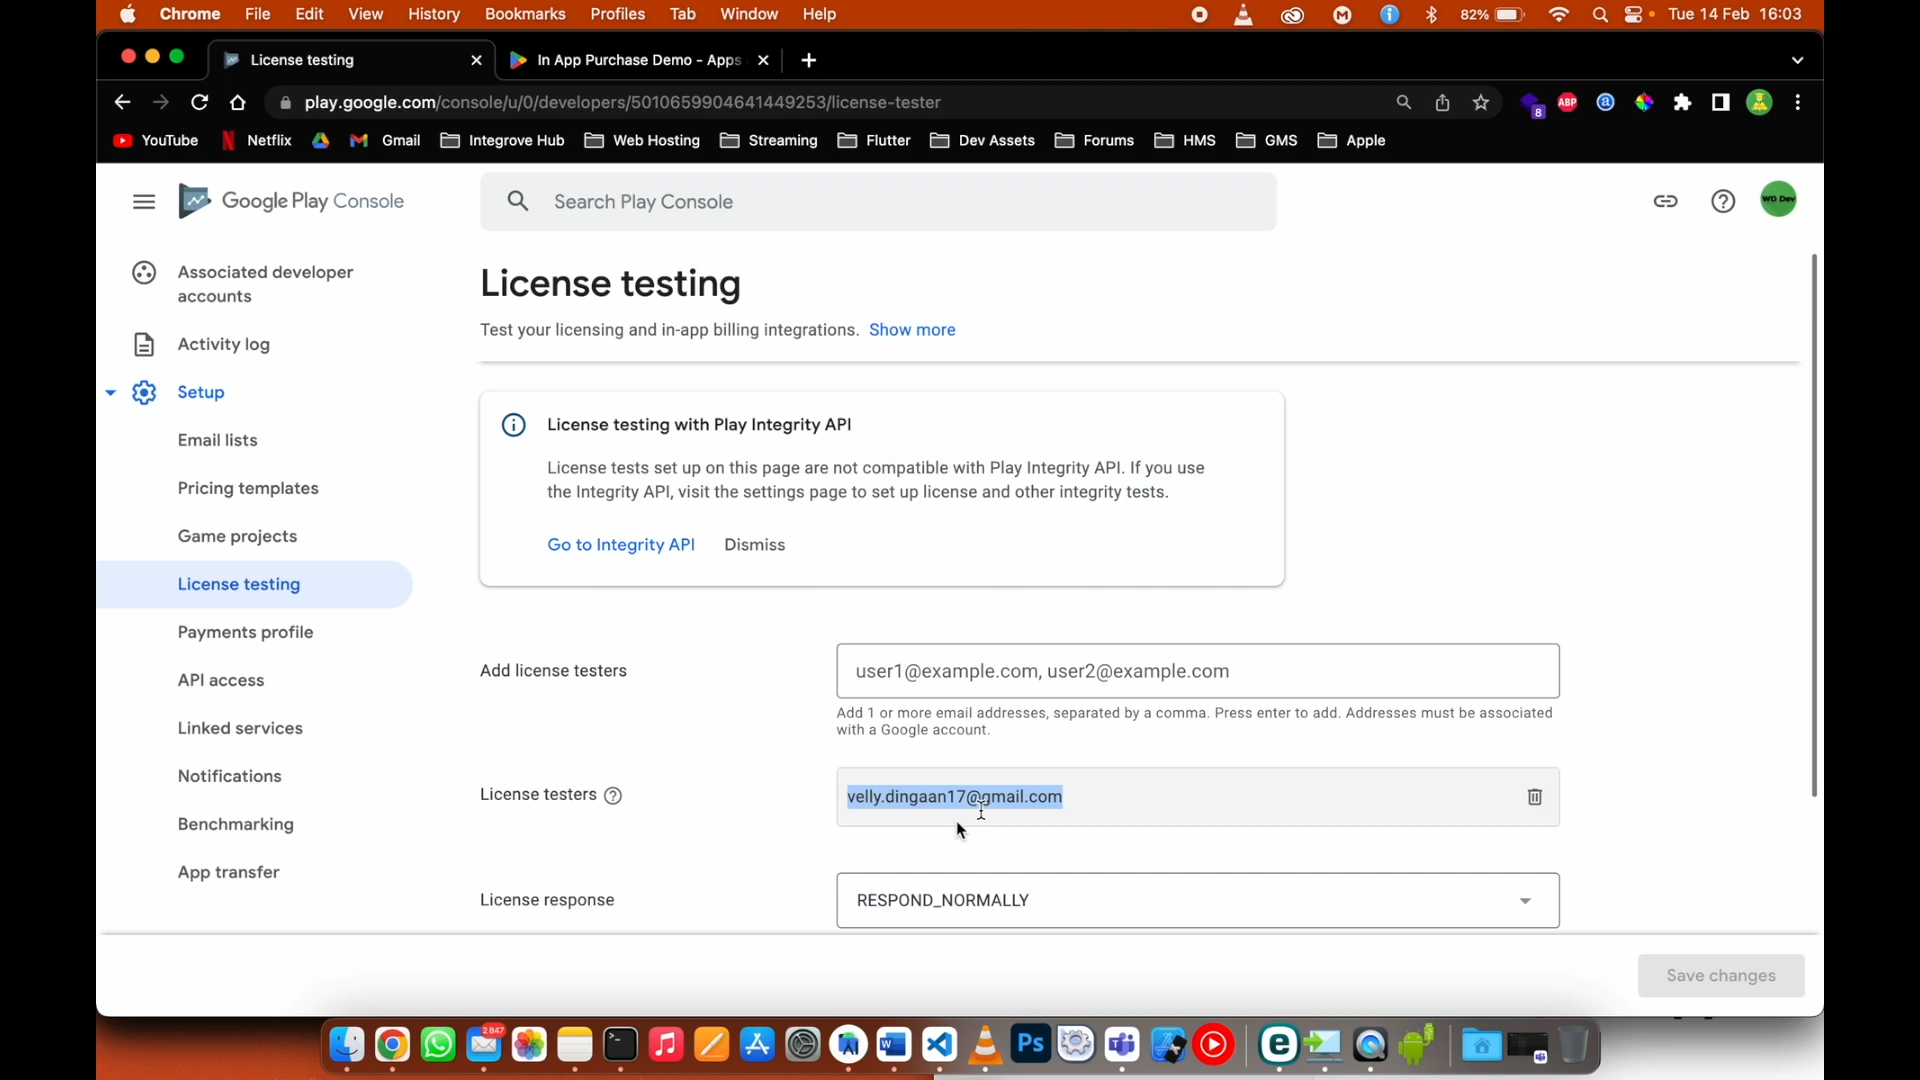 Chrome File Edit View History Bookmarks Profiles Tab Window Help 82% Tue 14 Feb 16:03
License testing In App Purchase Demo - Apps
play.google.com/console/u/0/developers/5010659904641449253/license-tester
8 ABP a
YouTube Netflix Gmail Integrove Hub Web Hosting Streaming Flutter Dev Assets Forums HMS GMS Apple
Google Play Console
Search Play Console
WD Dev
Associated developer
accounts
Activity log
Setup
Email lists
Pricing templates
Game projects
License testing
Payments profile
API access
Linked services
Notifications
Benchmarking
App transfer
License testing
Test your licensing and in-app billing integrations. Show more
License testing with Play Integrity API
License tests set up on this page are not compatible with Play Integrity API. If you use
the Integrity API, visit the settings page to set up license and other integrity tests.
Go to Integrity API Dismiss
Add license testers
user1@example.com, user2@example.com
Add 1 or more email addresses, separated by a comma. Press enter to add. Addresses must be associated
with a Google account.
License testers
velly.dingaan17@gmail.com
License response
RESPOND_NORMALLY
Save changes
2 847
Ps